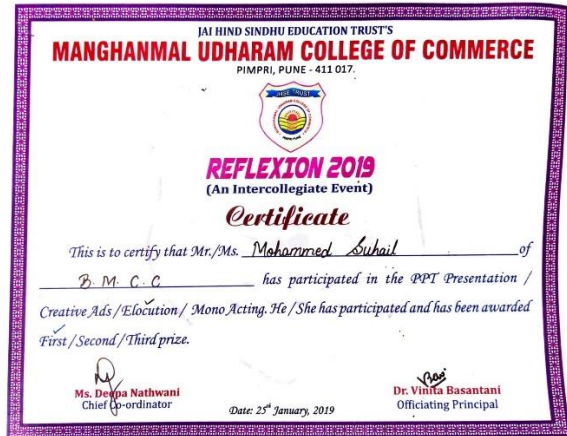 JAI HIND SINDHU EDUCATION TRUST'S
MANGHANMAL UDHARAM COLLEGE OF COMMERCE
PIMPRI, PUNE - 411 017.
JHSE TRUST
REFLEXION 2019
(An Intercollegiate Event)
Certificate
This is to certify that Mr./Ms. Mohammed Suhail of
B. M. C. C has participated in the PPT Presentation /
Creative Ads / Elocution / Mono Acting. He / She has participated and has been awarded
First / Second / Third prize.
Ms. Deepa Nathwani
Chief Co-ordinator
Date: 25th January, 2019
Dr. Vinita Basantani
Officiating Principal